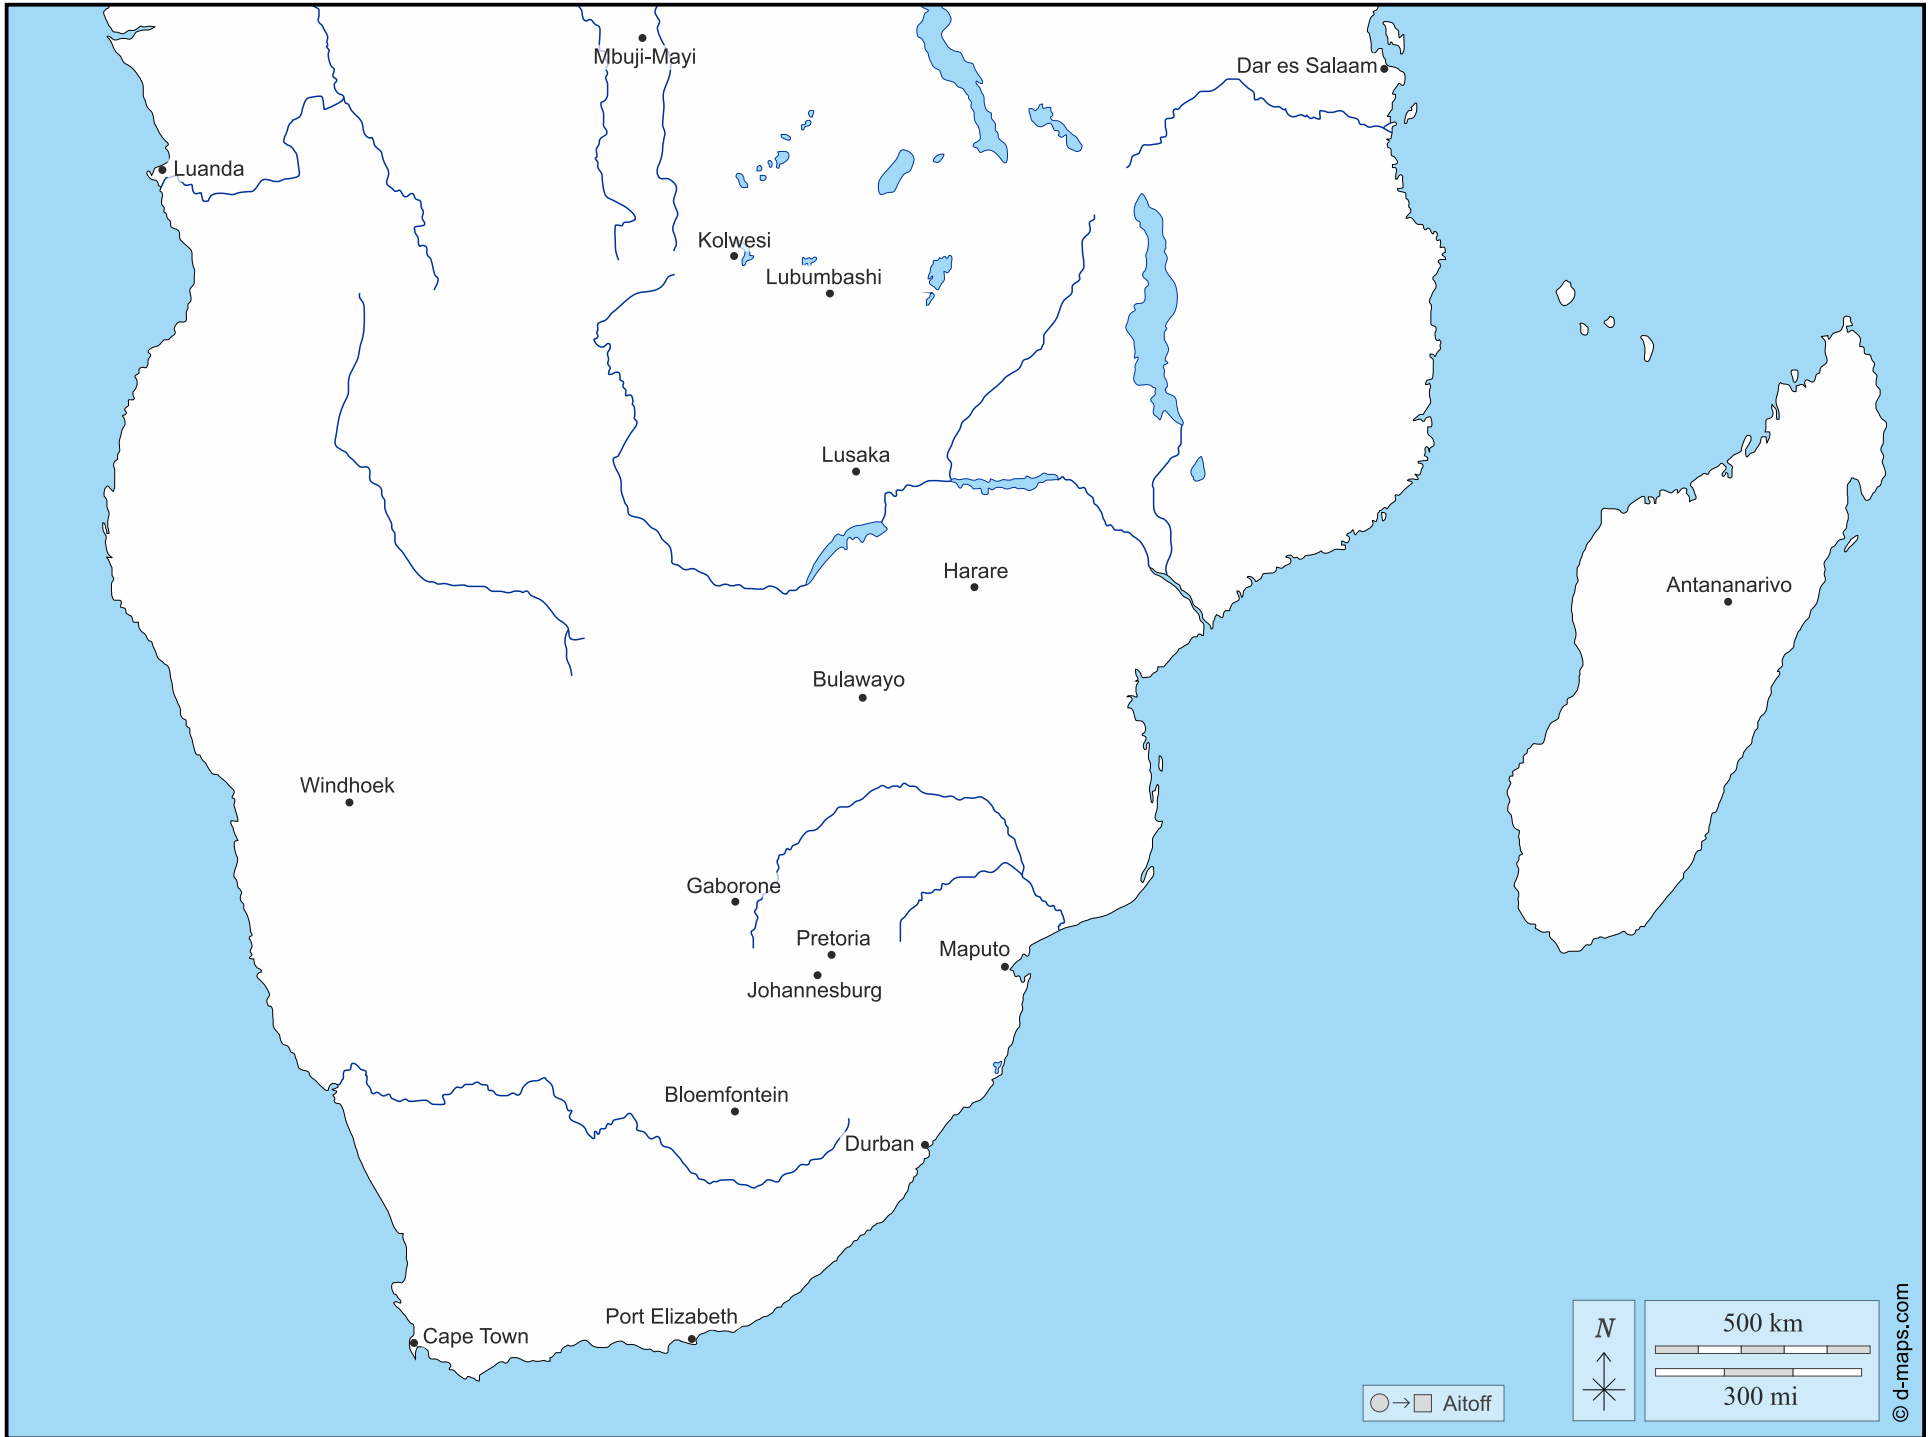 Mbuji-Mayi
Dar es Salaam
Luanda
Kolwesi
Lubumbashi
Lusaka
Harare
Antananarivo
Bulawayo
Windhoek
Gaborone
Pretoria
Maputo
Johannesburg
Bloemfontein
Durban
Port Elizabeth
Cape Town
N
500 km
300 mi
Aitoff
© d-maps.com